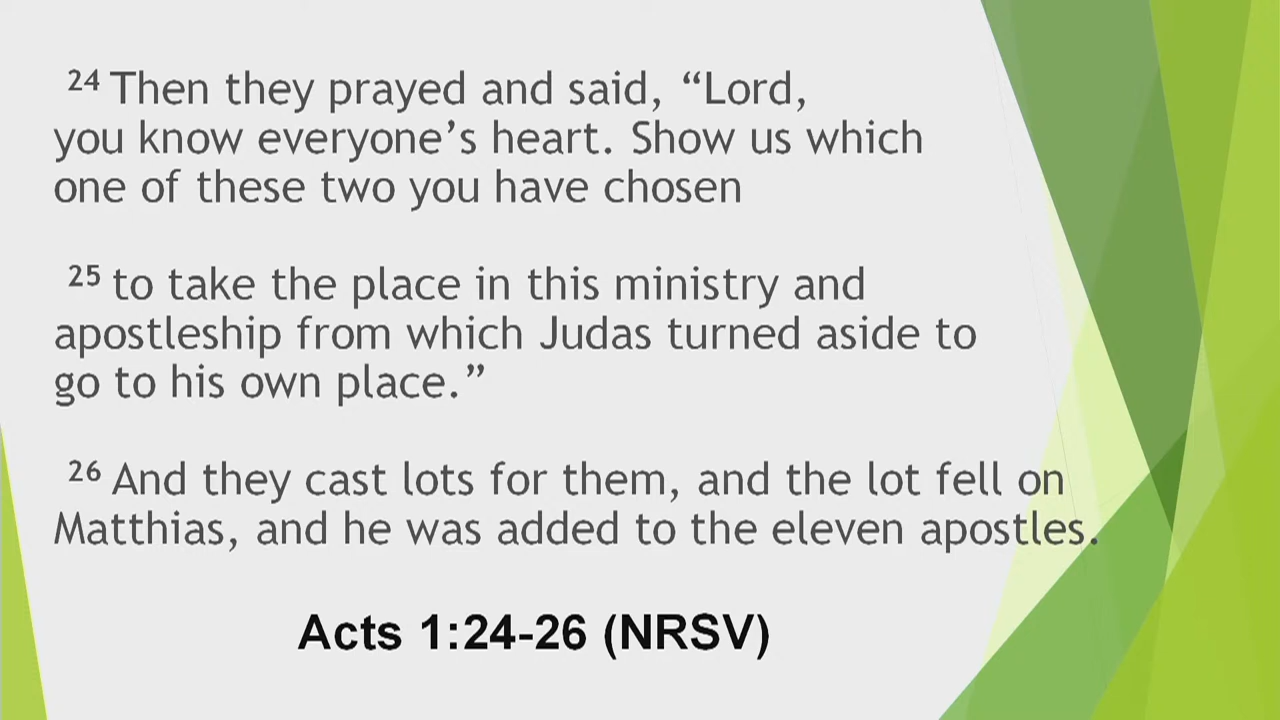 24 Then they prayed and said, “Lord,
you know everyone’s heart. Show us which
one of these two you have chosen
25 to take the place in this ministry and
apostleship from which Judas turned aside to
go to his own place.”
26 And they cast lots for them, and the lot fell on
Matthias, and he was added to the eleven apostles.
Acts 1:24-26 (NRSV)